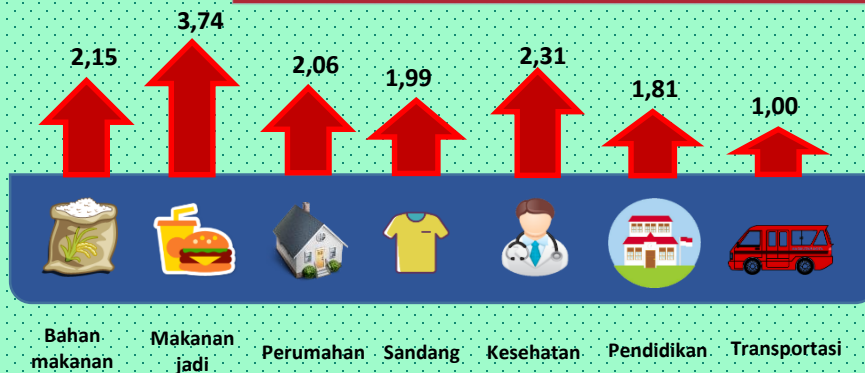 2,15
3,74
2,06
1,99
2,31
1,81
1,00
Bahan
makanan
Makanan
jadi
Perumahan
Sandang
Kesehatan
Pendidikan
Transportasi